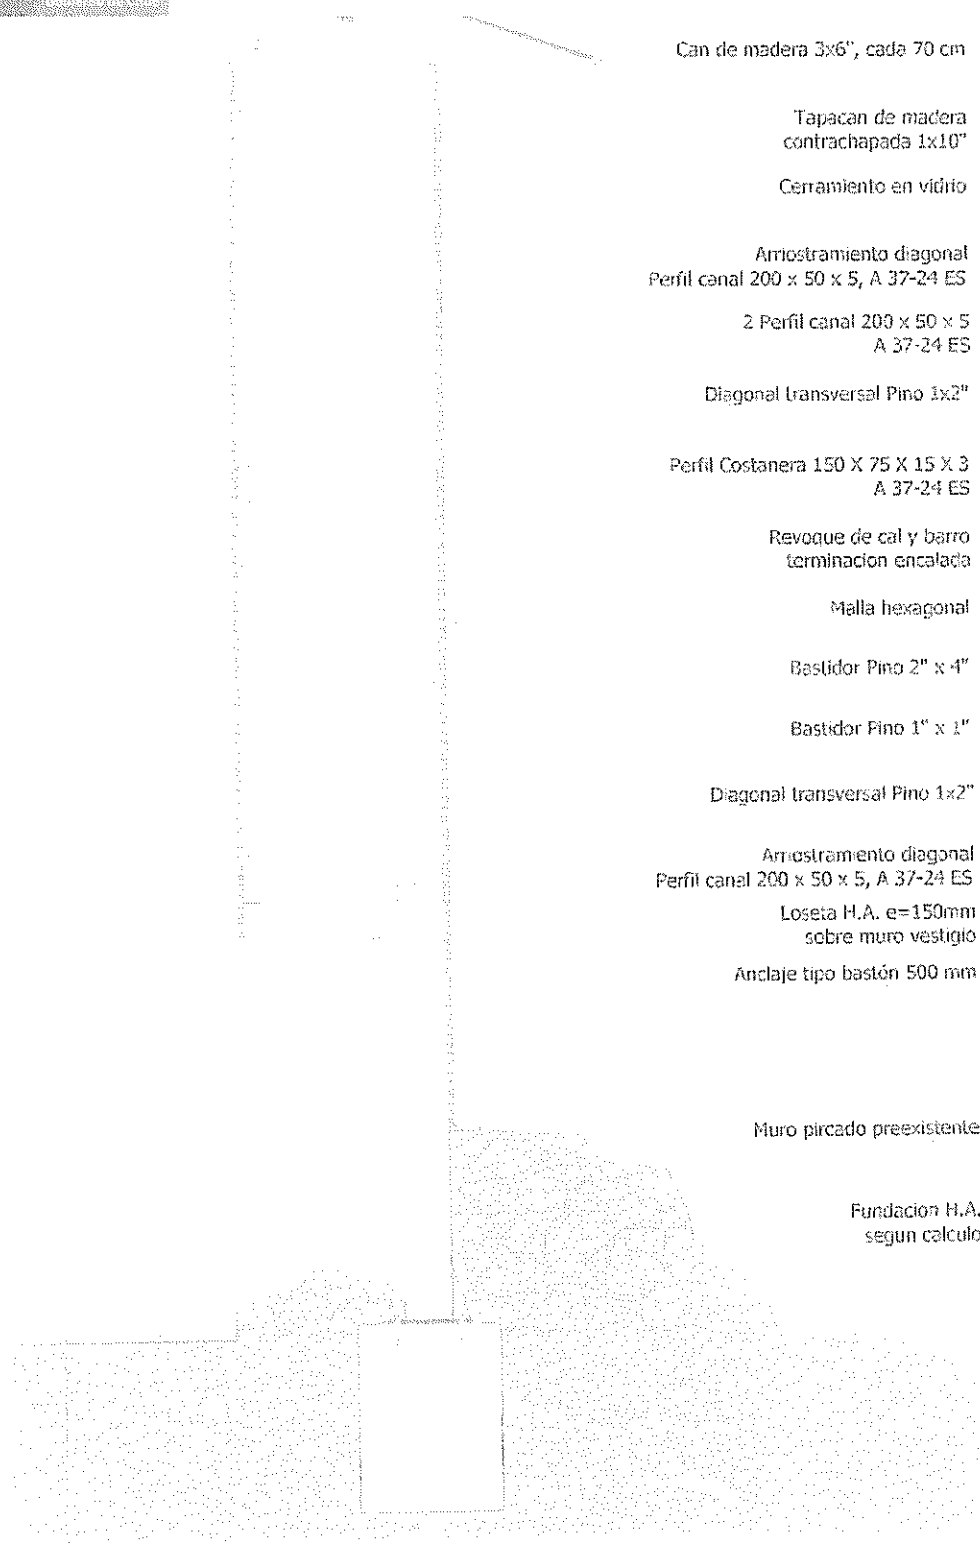 Can de madera 3x6", cada 70 cm
Tapacan de madera
contrachapada 1x10"
Cerramiento en vidrio
Arriostramiento diagonal
Perfil canal 200 x 50 x 5, A 37-24 ES
2 Perfil canal 200 x 50 x 5
A 37-24 ES
Diagonal transversal Pino 1x2"
Perfil Costanera 150 X 75 X 15 X 3
A 37-24 ES
Revoque de cal y barro
terminacion encalada
Malla hexagonal
Bastidor Pino 2" x 4"
Bastidor Pino 1" x 1"
Diagonal transversal Pino 1x2"
Arriostramiento diagonal
Perfil canal 200 x 50 x 5, A 37-24 ES
Loseta H.A. e=150mm
sobre muro vestigio
Anclaje tipo bastón 500 mm
Muro pircado preexistente
Fundacion H.A.
segun calculo